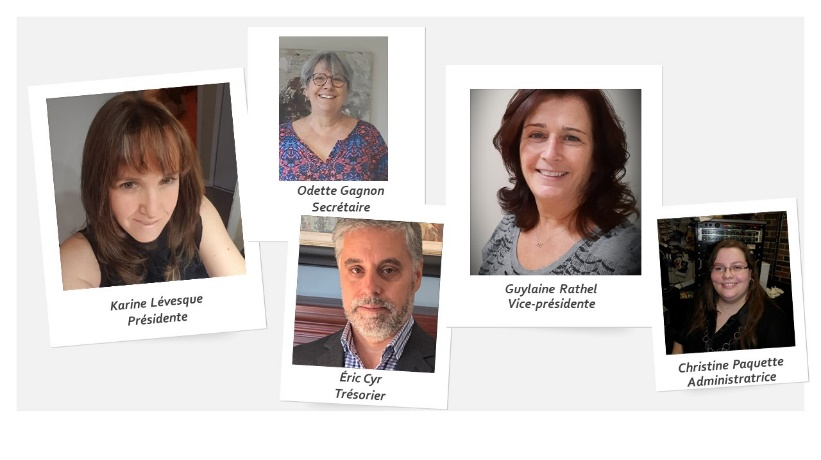 Karine Lévesque
Présidente
Odette Gagnon
Secrétaire
Éric Cyr
Trésorier
Guylaine Rathel
Vice-présidente
Christine Paquette
Administratrice